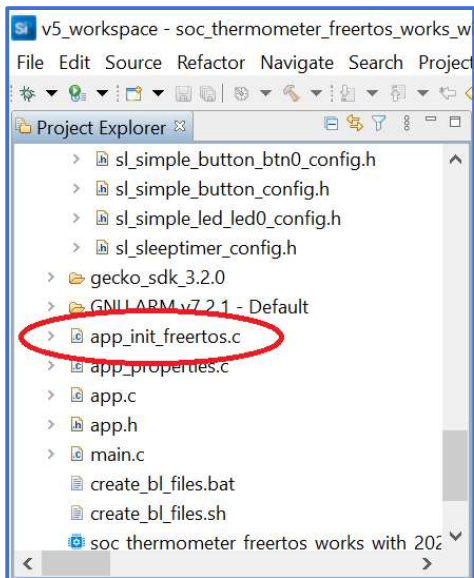 Si v5_workspace - soc_thermometer_freertos_works_w
File Edit Source Refactor Navigate Search Project
Project Explorer
sl_simple_button_btn0_config.h
sl_simple_button_config.h
sl_simple_led_led0_config.h
sl_sleeptimer_config.h
gecko_sdk_3.2.0
GNU ARM v7.2.1 - Default
app_init_freertos.c
app_properties.c
app.c
app.h
main.c
create_bl_files.bat
create_bl_files.sh
soc thermometer freertos works with 202